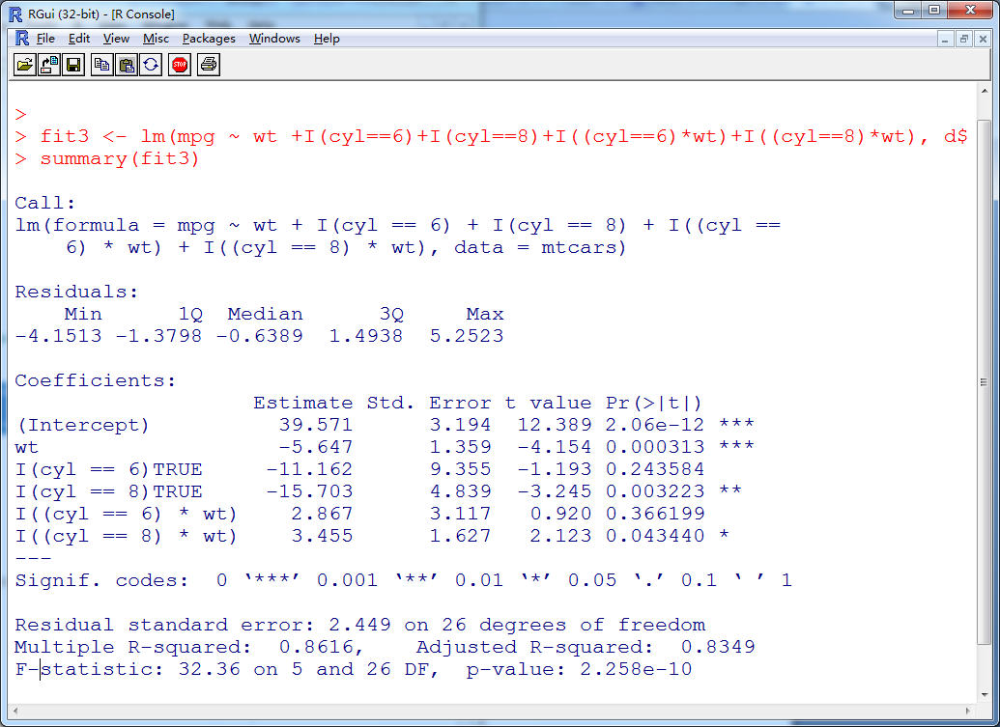 RGui (32-bit) - [R Console]
File Edit View Misc Packages Windows Help
STOP
>
> fit3 <- lm(mpg ~ wt +I(cyl==6)+I(cyl==8)+I((cyl==6)*wt)+I((cyl==8)*wt), d$
> summary(fit3)
Call:
lm(formula = mpg ~ wt + I(cyl == 6) + I(cyl == 8) + I((cyl ==
    6) * wt) + I((cyl == 8) * wt), data = mtcars)
Residuals:
    Min      1Q  Median      3Q     Max
-4.1513 -1.3798 -0.6389  1.4938  5.2523
Coefficients:
                   Estimate Std. Error t value Pr(>|t|)
(Intercept)          39.571      3.194  12.389 2.06e-12 ***
wt                   -5.647      1.359  -4.154 0.000313 ***
I(cyl == 6)TRUE     -11.162      9.355  -1.193 0.243584
I(cyl == 8)TRUE     -15.703      4.839  -3.245 0.003223 **
I((cyl == 6) * wt)    2.867      3.117   0.920 0.366199
I((cyl == 8) * wt)    3.455      1.627   2.123 0.043440 *
---
Signif. codes:  0 ‘***’ 0.001 ‘**’ 0.01 ‘*’ 0.05 ‘.’ 0.1 ‘ ’ 1
Residual standard error: 2.449 on 26 degrees of freedom
Multiple R-squared:  0.8616,    Adjusted R-squared:  0.8349
F-statistic: 32.36 on 5 and 26 DF,  p-value: 2.258e-10